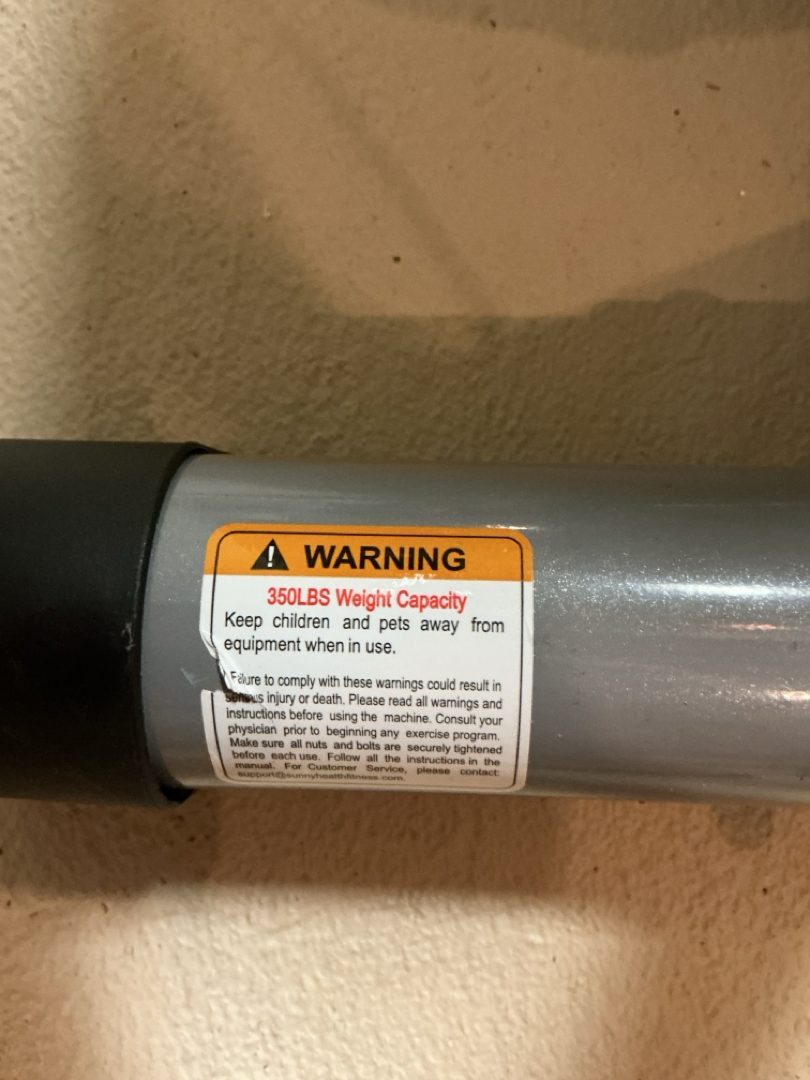 WARNING
350LBS Weight Capacity
Keep children and pets away from
equipment when in use.
Failure to comply with these warnings could result in
serious injury or death. Please read all warnings and
instructions before using the machine. Consult your
physician prior to beginning any exercise program.
Make sure all nuts and bolts are securely tightened
before each use. Follow all the instructions in the
manual. For Customer Service, please contact:
support@sunnyhealthfitness.com.